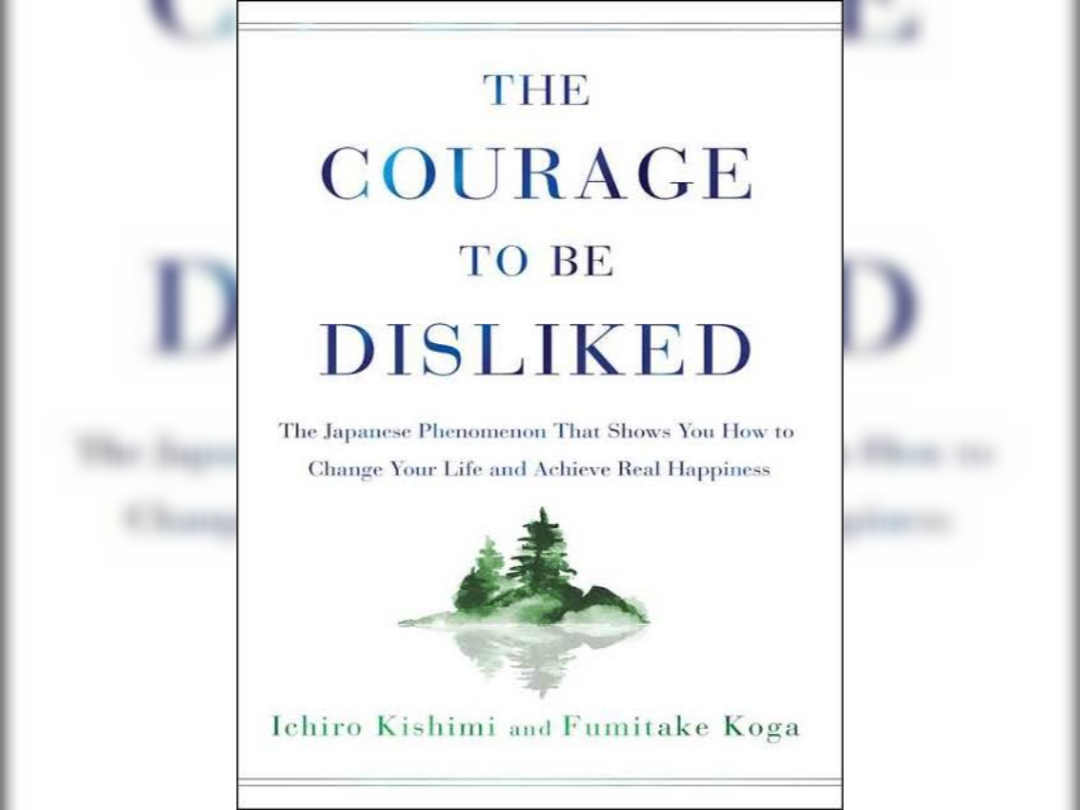 THE
COURAGE
TO BE
DISLIKED
The Japanese Phenomenon That Shows You How to
Change Your Life and Achieve Real Happiness
Ichiro Kishimi and Fumitake Koga